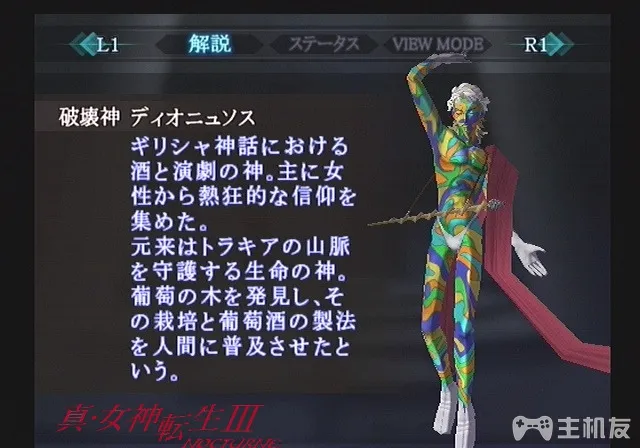 L1 解説 ステータス VIEW MODE R1
破壊神 ディオニュソス
ギリシャ神話における
酒と演劇の神。主に女
性から熱狂的な信仰を
集めた。
元来はトラキアの山脈
を守護する生命の神。
葡萄の木を発見し、そ
の栽培と葡萄酒の製法
を人間に普及させたと
いう。
真・女神転生III
NOCTURNE
主机友